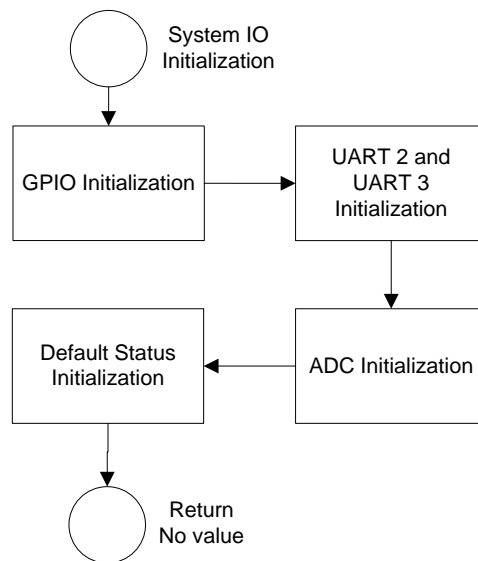 System IO
Initialization
GPIO Initialization
UART 2 and
UART 3
Initialization
ADC Initialization
Default Status
Initialization
Return
No value